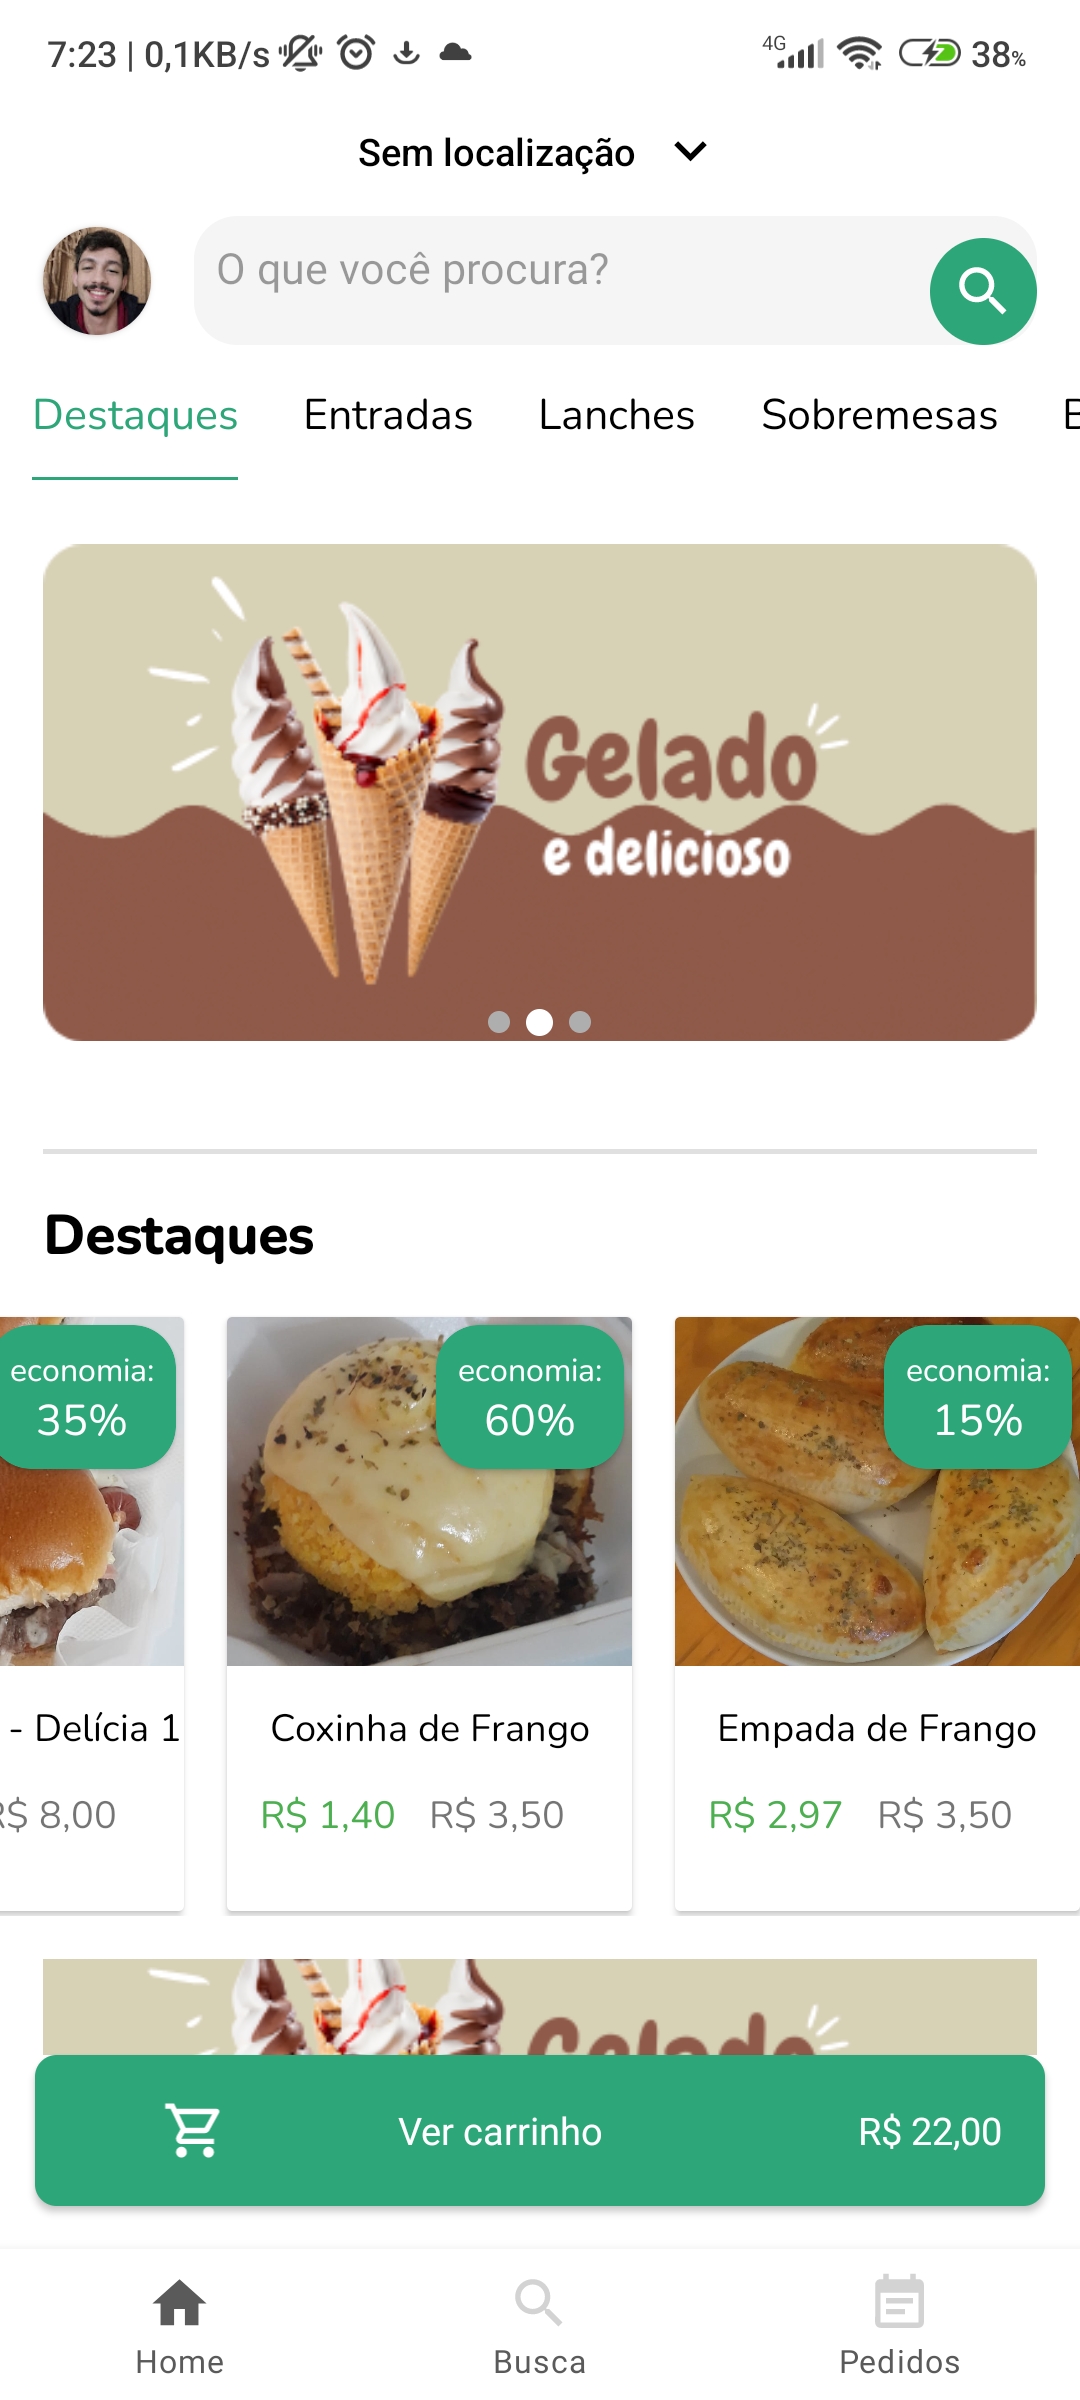 7:23 | 0,1KB/s
4G
38%
Sem localização
O que você procura?
Destaques Entradas Lanches Sobremesas
Gelado
e delicioso
Destaques
economia:
35%
economia:
60%
economia:
15%
- Delícia 1
R$ 8,00
Coxinha de Frango
R$ 1,40 R$ 3,50
Empada de Frango
R$ 2,97 R$ 3,50
Gelado
Ver carrinho R$ 22,00
Home Busca Pedidos